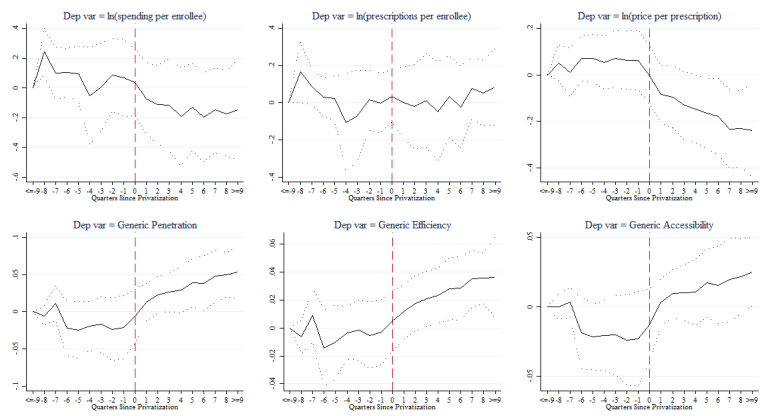 Dep var = ln(spending per enrollee)
.4
.2
0
-.2
-.4
-.6
<=-9 -8 -7 -6 -5 -4 -3 -2 -1 0 1 2 3 4 5 6 7 8 >=9
Quarters Since Privatization
Dep var = ln(prescriptions per enrollee)
.4
.2
0
-.2
-.4
<=-9 -8 -7 -6 -5 -4 -3 -2 -1 0 1 2 3 4 5 6 7 8 >=9
Quarters Since Privatization
Dep var = ln(price per prescription)
.2
0
-.2
-.4
<=-9 -8 -7 -6 -5 -4 -3 -2 -1 0 1 2 3 4 5 6 7 8 >=9
Quarters Since Privatization
Dep var = Generic Penetration
.1
.05
0
-.05
-.1
<=-9 -8 -7 -6 -5 -4 -3 -2 -1 0 1 2 3 4 5 6 7 8 >=9
Quarters Since Privatization
Dep var = Generic Efficiency
.06
.04
.02
0
-.02
-.04
<=-9 -8 -7 -6 -5 -4 -3 -2 -1 0 1 2 3 4 5 6 7 8 >=9
Quarters Since Privatization
Dep var = Generic Accessibility
.05
0
-.05
<=-9 -8 -7 -6 -5 -4 -3 -2 -1 0 1 2 3 4 5 6 7 8 >=9
Quarters Since Privatization